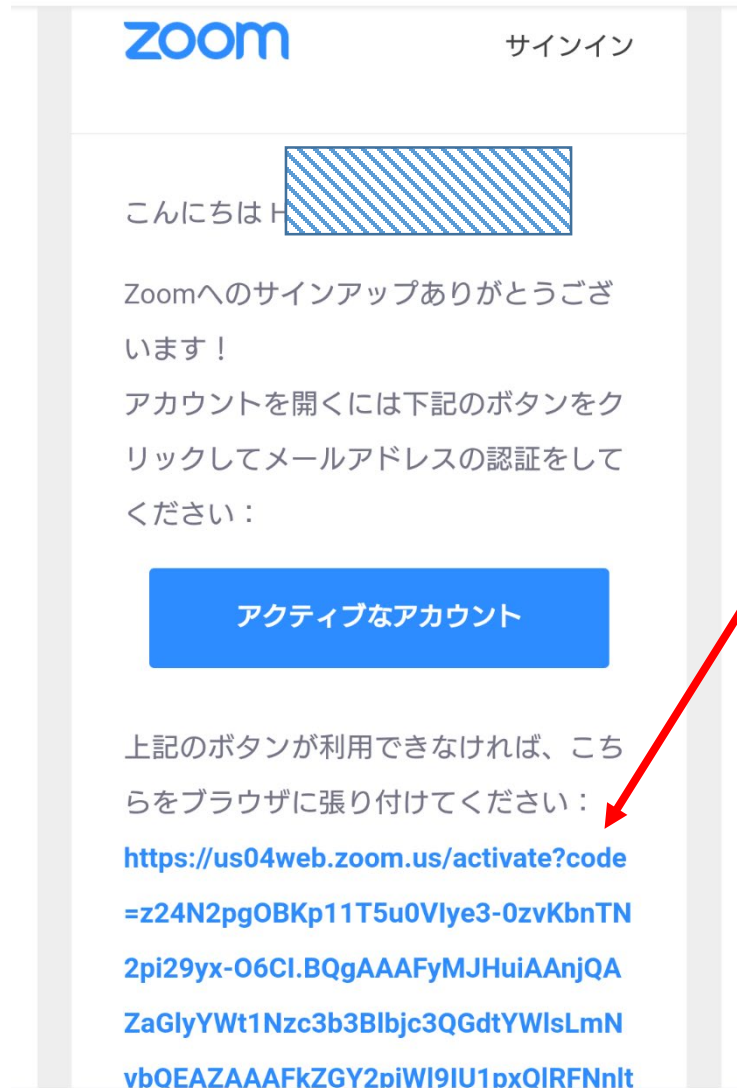 zoom
サインイン
こんにちは H
Zoomへのサインアップありがとうござ
います！
アカウントを開くには下記のボタンをク
リックしてメールアドレスの認証をして
ください：
アクティブなアカウント
上記のボタンが利用できなければ、こち
らをブラウザに張り付けてください：
https://us04web.zoom.us/activate?code
=z24N2pgOBKp11T5u0VIye3-0zvKbnTN
2pi29yx-O6CI.BQgAAAFyMJHuiAAnjQA
ZaGlyYWt1Nzc3b3Blbjc3QGdtYWlsLmN
vbQEAZAAAFkZGY2piWl9IU1pxQlRFNnlt